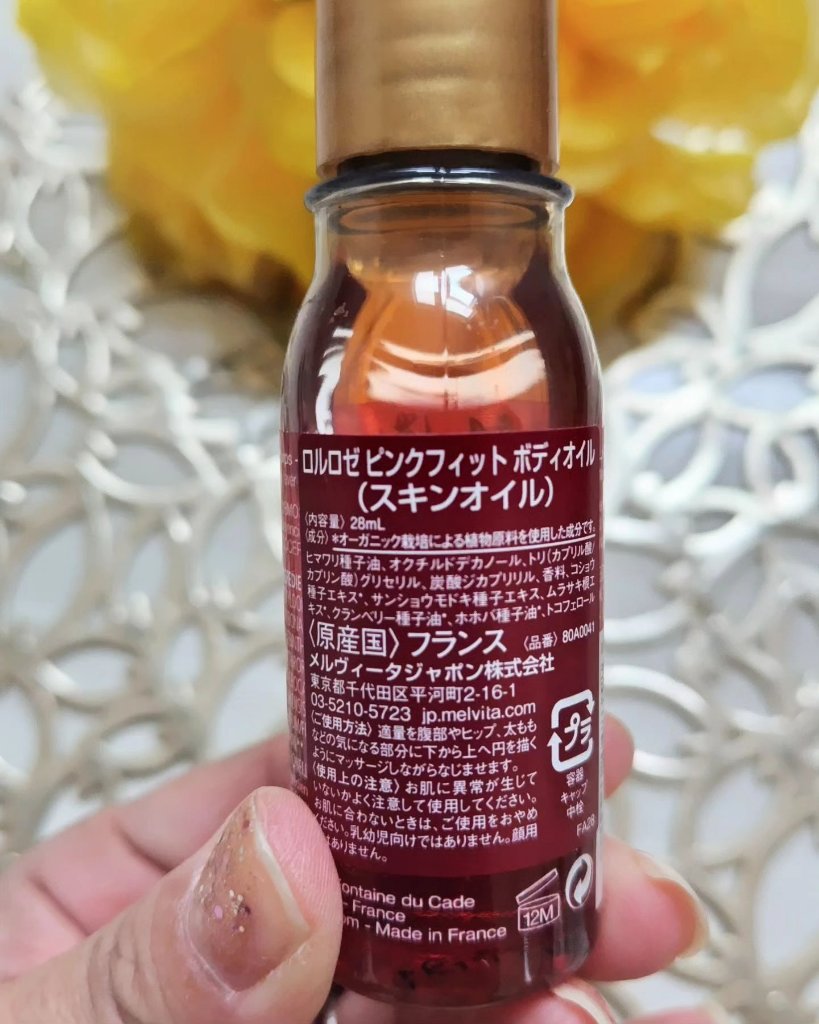 ロルロゼ ピンクフィット ボディオイル
（スキンオイル）
〈内容量〉 28mL
〈成分〉 *オーガニック栽培による植物原料を使用した成分です。
ヒマワリ種子油、オクチルドデカノール、トリ（カプリル酸/
カプリン酸）グリセリル、炭酸ジカプリリル、香料、コショウ
種子エキス*、サンショウモドキ種子エキス、ムラサキ根エ
キス*、クランベリー種子油*、ホホバ種子油*、トコフェロール
〈原産国〉 フランス 〈品番〉 80A0041
メルヴィータジャポン株式会社
東京都千代田区平河町2-16-1
03-5210-5723 jp.melvita.com
〈ご使用方法〉 適量を腹部やヒップ、太もも
などの気になる部分に下から上へ円を描く
ようにマッサージしながらなじませます。
〈使用上の注意〉 お肌に異常が生じて
いないかよく注意して使用してください。
お肌に合わないときは、ご使用をおやめ
ください。乳幼児向けではありません。顔用
ではありません。
プラ
容器
キャップ
中栓
FA28
ontaine du Cade
- France
om - Made in France
12M